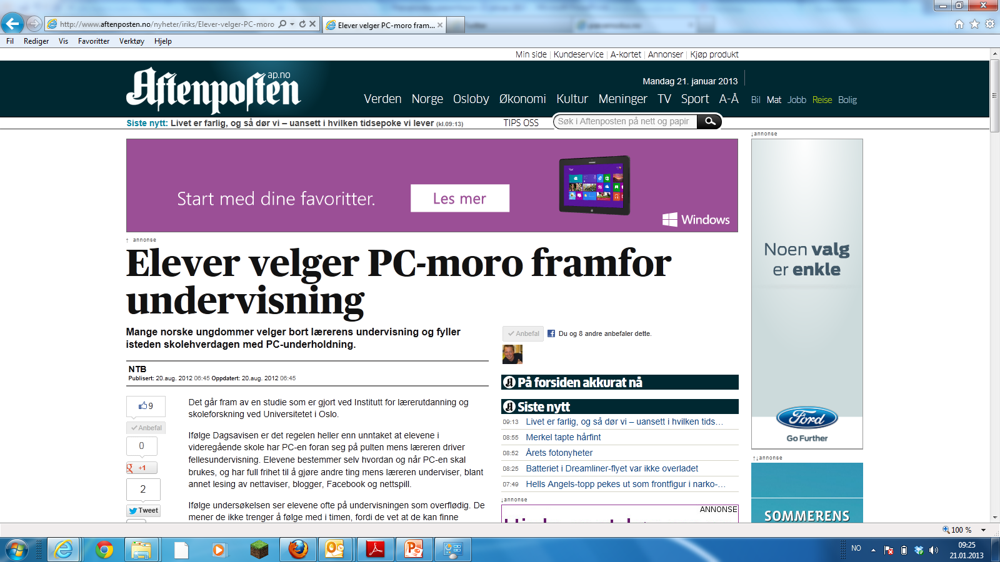 http://www.aftenposten.no/nyheter/iriks/Elever-velger-PC-moro
Elever velger PC-moro fram...
Fil Rediger Vis Favoritter Verktøy Hjelp
Min side Kundeservice A-kortet Annonser Kjøp produkt
Aftenposten
ap.no
Mandag 21. januar 2013
Verden Norge Osloby Økonomi Kultur Meninger TV Sport A-Å Bil Mat Jobb Reise Bolig
Siste nytt: Livet er farlig, og så dør vi – uansett i hvilken tidsepoke vi lever (kl.09:13)
TIPS OSS
Søk i Aftenposten på nett og papir
↓annonse
Start med dine favoritter.
Les mer
Windows
↑ annonse
Noen valg
er enkle
Ford
Go Further
Elever velger PC-moro framfor
undervisning
Mange norske ungdommer velger bort lærerens undervisning og fyller
isteden skolehverdagen med PC-underholdning.
Anbefal
Du og 8 andre anbefaler dette.
NTB
Publisert: 20.aug. 2012 06:45 Oppdatert: 20.aug. 2012 06:45
9
Anbefal
0
+1
2
Tweet
Det går fram av en studie som er gjort ved Institutt for lærerutdanning og
skoleforskning ved Universitetet i Oslo.
Ifølge Dagsavisen er det regelen heller enn unntaket at elevene i
videregående skole har PC-en foran seg på pulten mens læreren driver
fellesundervisning. Elevene bestemmer selv hvordan og når PC-en skal
brukes, og har full frihet til å gjøre andre ting mens læreren underviser, blant
annet lesing av nettaviser, blogger, Facebook og nettspill.
Ifølge undersøkelsen ser elevene ofte på undervisningen som overflødig. De
mener de ikke trenger å følge med i timen, fordi de vet at de kan finne
På forsiden akkurat nå
Siste nytt
09:13 Livet er farlig, og så dør vi – uansett i hvilken tids…
08:55 Merkel tapte hårfint
08:52 Årets fotonyheter
08:25 Batteriet i Dreamliner-flyet var ikke overladet
07:49 Hells Angels-topp pekes ut som frontfigur i narko-…
↓annonse
ANNONSE
↑↓annonse
SOMMERENS
100 %
NO
09:25
21.01.2013